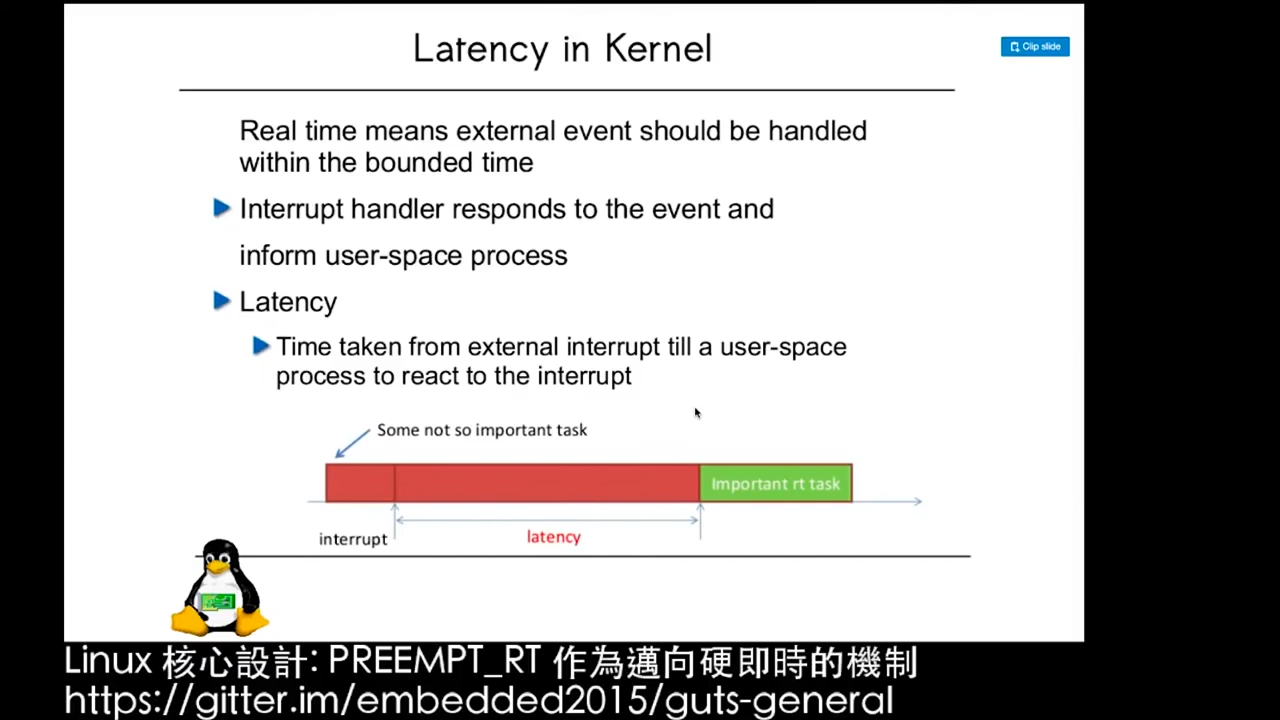 Latency in Kernel
Clip slide
Real time means external event should be handled
within the bounded time
Interrupt handler responds to the event and
inform user-space process
Latency
Time taken from external interrupt till a user-space
process to react to the interrupt
Some not so important task
Important rt task
interrupt
latency
Linux 核心設計: PREEMPT_RT 作為邁向硬即時的機制
https://gitter.im/embedded2015/guts-general